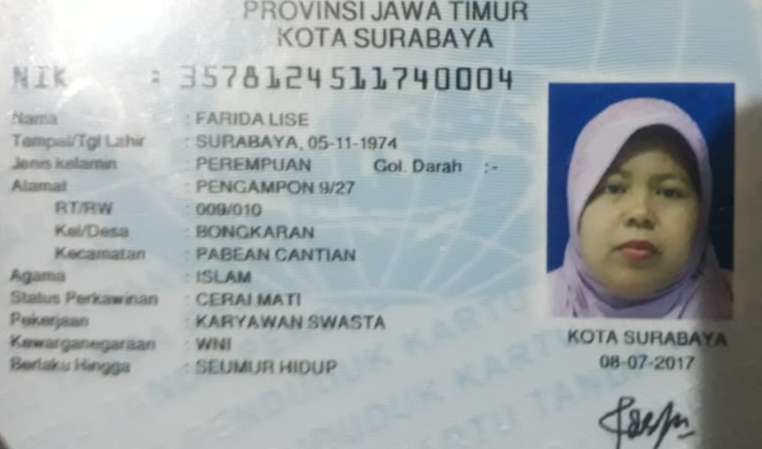 PROVINSI JAWA TIMUR
KOTA SURABAYA
NIK : 3578124511740004
Nama : FARIDA LISE
Tempat/Tgl Lahir : SURABAYA, 05-11-1974
Jenis kelamin : PEREMPUAN Gol. Darah :-
Alamat : PENGAMPON 9/27
RT/RW : 009/010
Kel/Desa : BONGKARAN
Kecamatan : PABEAN CANTIAN
Agama : ISLAM
Status Perkawinan : CERAI MATI
Pekerjaan : KARYAWAN SWASTA
Kewarganegaraan : WNI
Berlaku Hingga : SEUMUR HIDUP
KOTA SURABAYA
08-07-2017